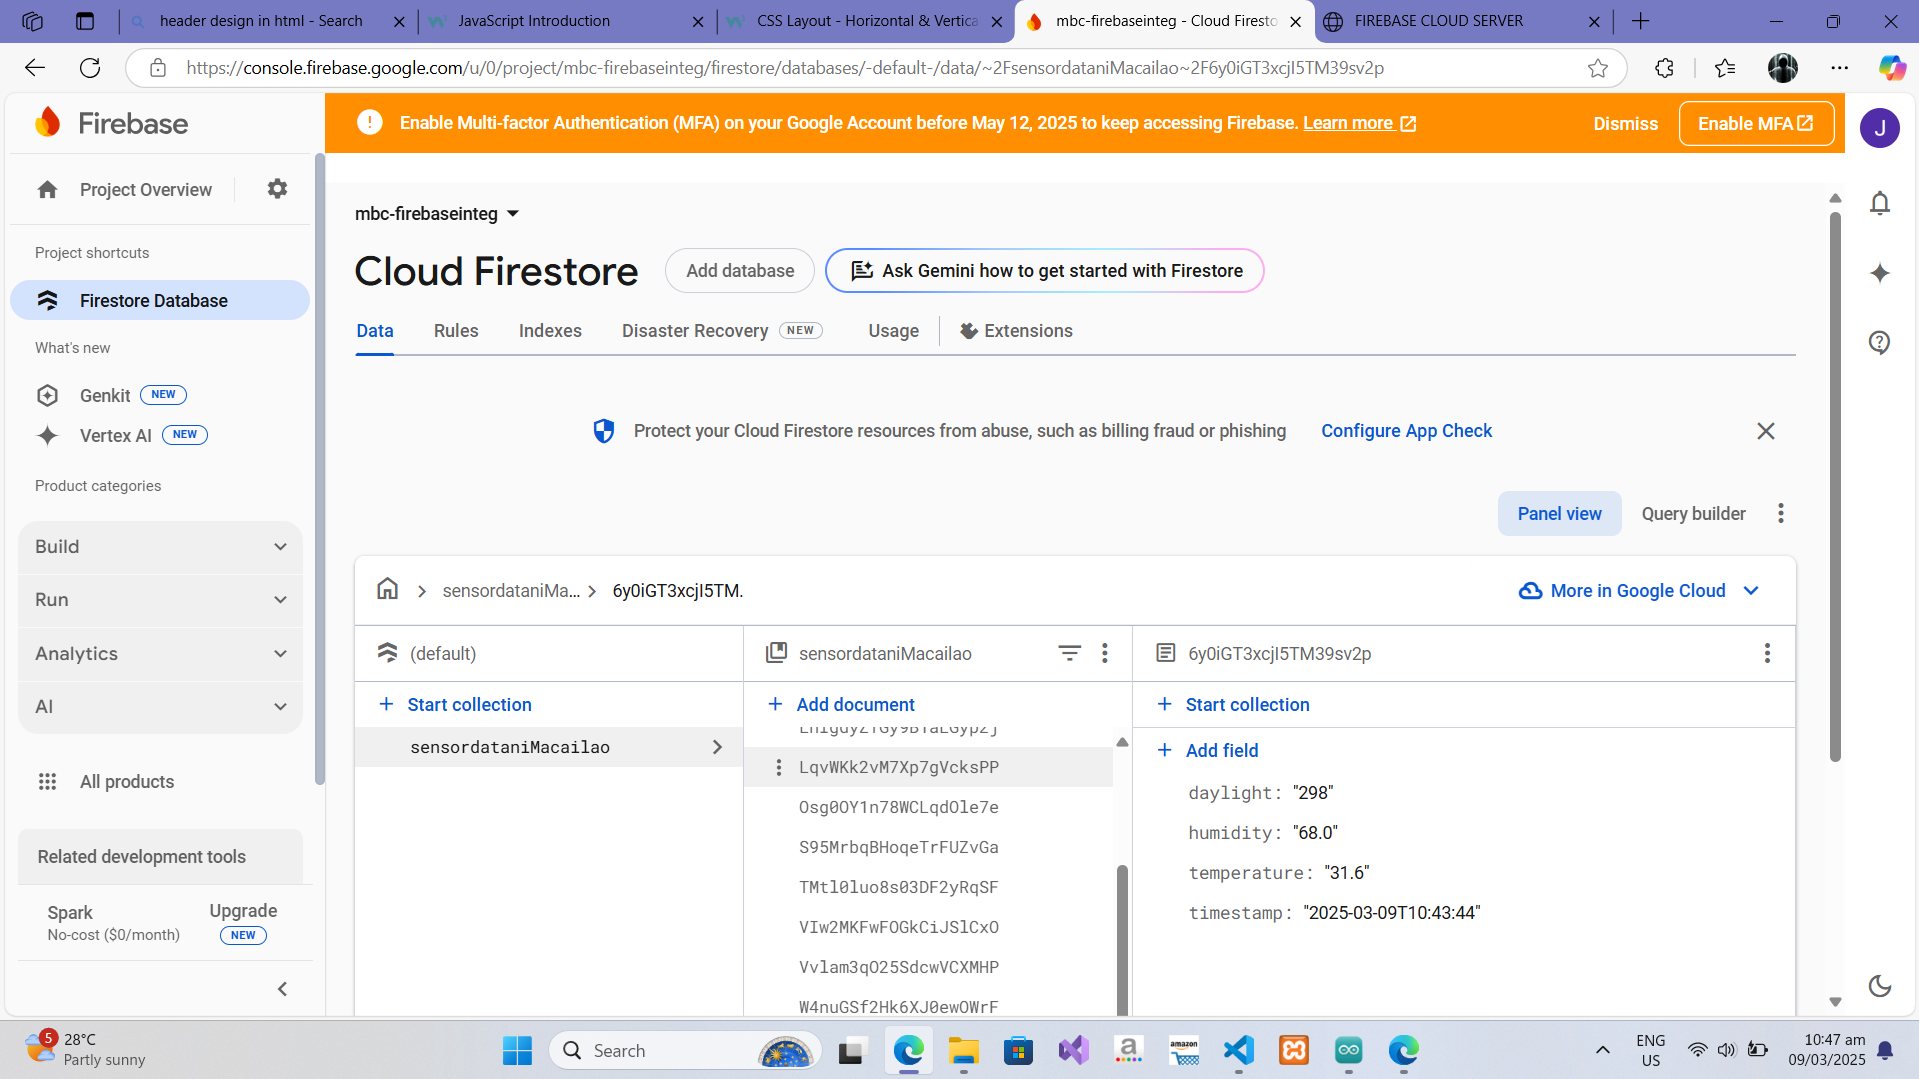 header design in html - Search
JavaScript Introduction
CSS Layout - Horizontal & Vertica
mbc-firebaseinteg - Cloud Firesto
FIREBASE CLOUD SERVER
https://console.firebase.google.com/u/0/project/mbc-firebaseinteg/firestore/databases/-default-/data/~2FsensordataniMacailao~2F6y0iGT3xcjI5TM39sv2p
Firebase
Enable Multi-factor Authentication (MFA) on your Google Account before May 12, 2025 to keep accessing Firebase. Learn more
Dismiss
Enable MFA
J
Project Overview
mbc-firebaseinteg
Project shortcuts
Cloud Firestore
Add database
Ask Gemini how to get started with Firestore
Firestore Database
Data
Rules
Indexes
Disaster Recovery NEW
Usage
Extensions
What's new
Genkit NEW
Vertex AI NEW
Protect your Cloud Firestore resources from abuse, such as billing fraud or phishing
Configure App Check
Product categories
Panel view
Query builder
Build
Run
Analytics
AI
All products
Related development tools
Spark
No-cost ($0/month)
Upgrade
NEW
sensordataniMa...
6y0iGT3xcjI5TM.
More in Google Cloud
(default)
Start collection
sensordataniMacailao
sensordataniMacailao
Add document
LqvWKk2vM7Xp7gVcksPP
Osg0OY1n78WCLqdOle7e
S95MrbqBHoqeTrFUZvGa
TMtl0luo8s03DF2yRqSF
VIw2MKFwFOGkCiJSlCxO
Vvlam3qO25SdcwVCXMHP
W4nuGSf2Hk6XJ0ewOWrF
6y0iGT3xcjI5TM39sv2p
Start collection
Add field
daylight: "298"
humidity: "68.0"
temperature: "31.6"
timestamp: "2025-03-09T10:43:44"
5
28°C
Partly sunny
Search
amazon
ENG
US
10:47 am
09/03/2025